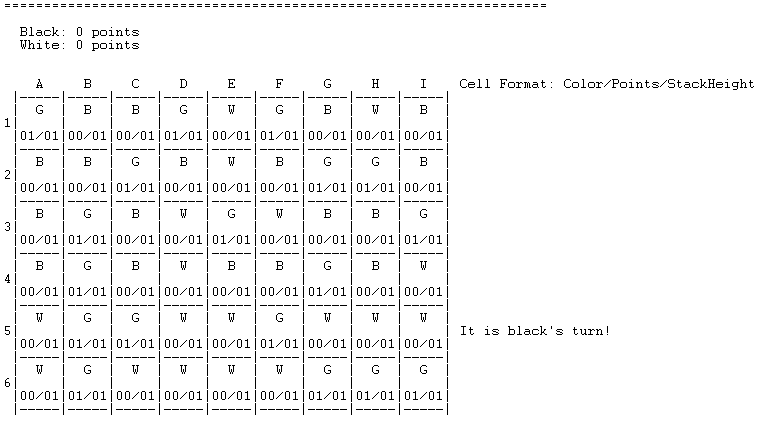 ======================================================================
Black: 0 points
White: 0 points
A B C D E F G H I Cell Format: Color/Points/StackHeight
|-----|-----|-----|-----|-----|-----|-----|-----|-----|
| G | B | B | G | W | G | B | W | B |
1| | | | | | | | | |
|01/01|00/01|00/01|01/01|00/01|01/01|00/01|00/01|00/01|
|-----|-----|-----|-----|-----|-----|-----|-----|-----|
| B | B | G | B | W | B | G | G | B |
2| | | | | | | | | |
|00/01|00/01|01/01|00/01|00/01|00/01|01/01|01/01|00/01|
|-----|-----|-----|-----|-----|-----|-----|-----|-----|
| B | G | B | W | G | W | B | B | G |
3| | | | | | | | | |
|00/01|01/01|00/01|00/01|01/01|00/01|00/01|00/01|01/01|
|-----|-----|-----|-----|-----|-----|-----|-----|-----|
| B | G | B | W | B | B | G | B | W |
4| | | | | | | | | |
|00/01|01/01|00/01|00/01|00/01|00/01|01/01|00/01|00/01|
|-----|-----|-----|-----|-----|-----|-----|-----|-----|
| W | G | G | W | W | G | W | W | W |
5| | | | | | | | | | It is black's turn!
|00/01|01/01|01/01|00/01|00/01|01/01|00/01|00/01|00/01|
|-----|-----|-----|-----|-----|-----|-----|-----|-----|
| W | G | W | W | W | W | G | G | G |
6| | | | | | | | | |
|00/01|01/01|00/01|00/01|00/01|00/01|01/01|01/01|01/01|
|-----|-----|-----|-----|-----|-----|-----|-----|-----|